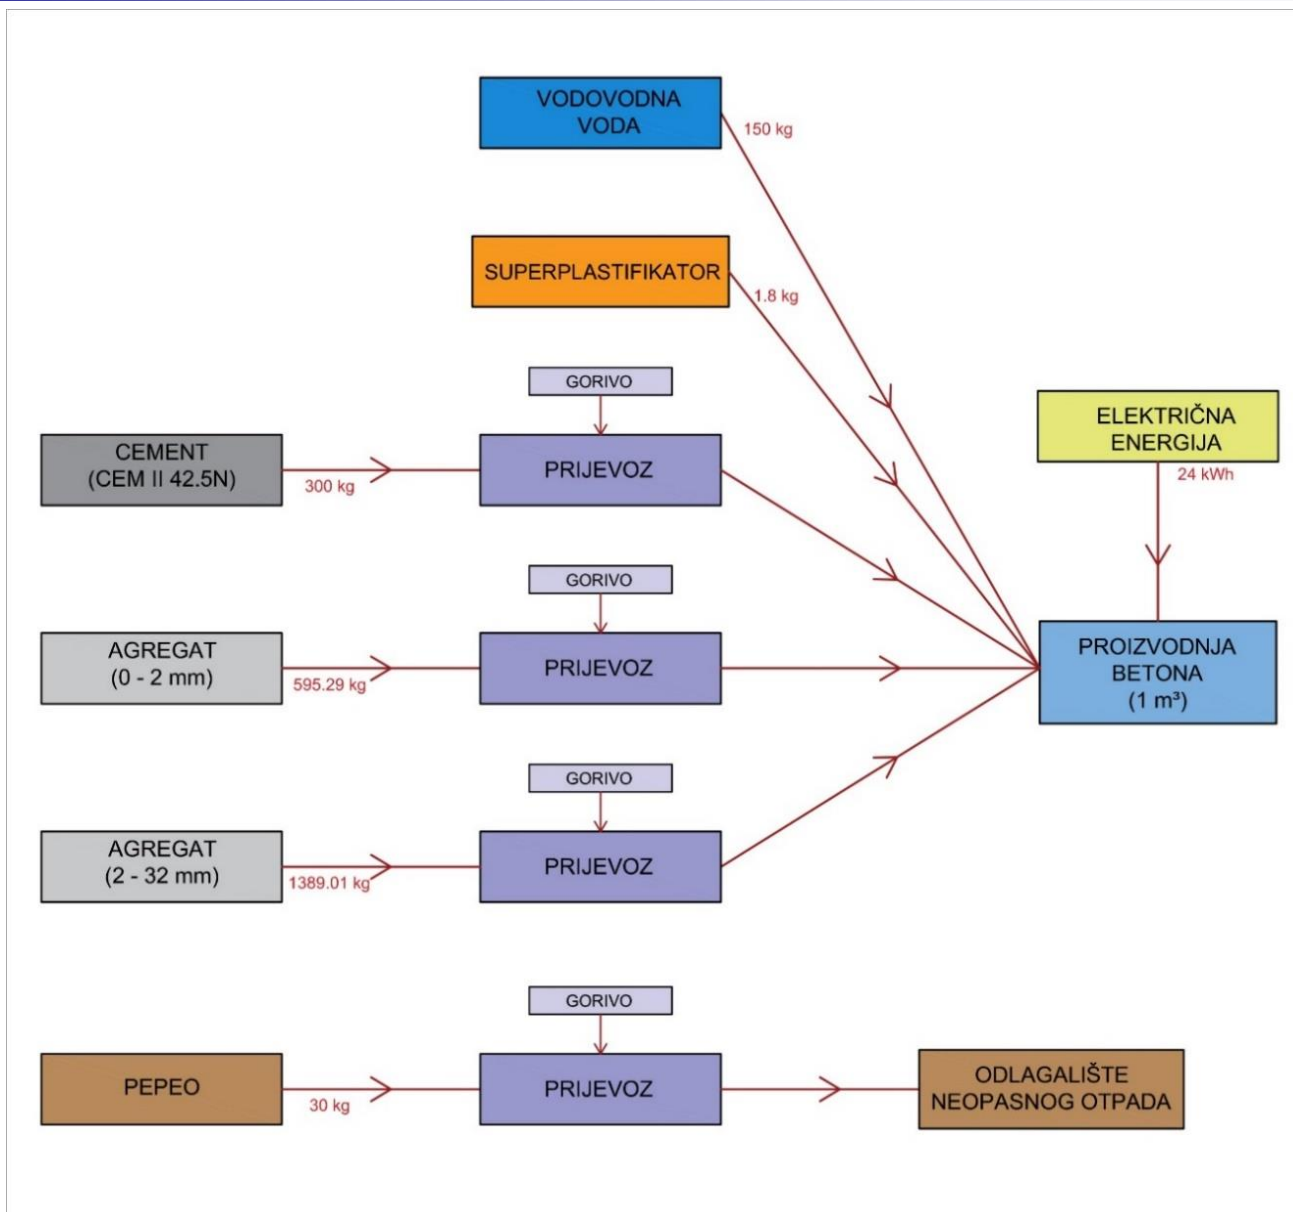 VODOVODNA
VODA
150 kg
SUPERPLASTIFIKATOR
1.8 kg
GORIVO
CEMENT
(CEM II 42.5N)
300 kg
PRIJEVOZ
ELEKTRIČNA
ENERGIJA
24 kWh
GORIVO
AGREGAT
(0 - 2 mm)
595.29 kg
PRIJEVOZ
PROIZVODNJA
BETONA
(1 m³)
GORIVO
AGREGAT
(2 - 32 mm)
1389.01 kg
PRIJEVOZ
GORIVO
PEPEO
30 kg
PRIJEVOZ
ODLAGALIŠTE
NEOPASNOG OTPADA